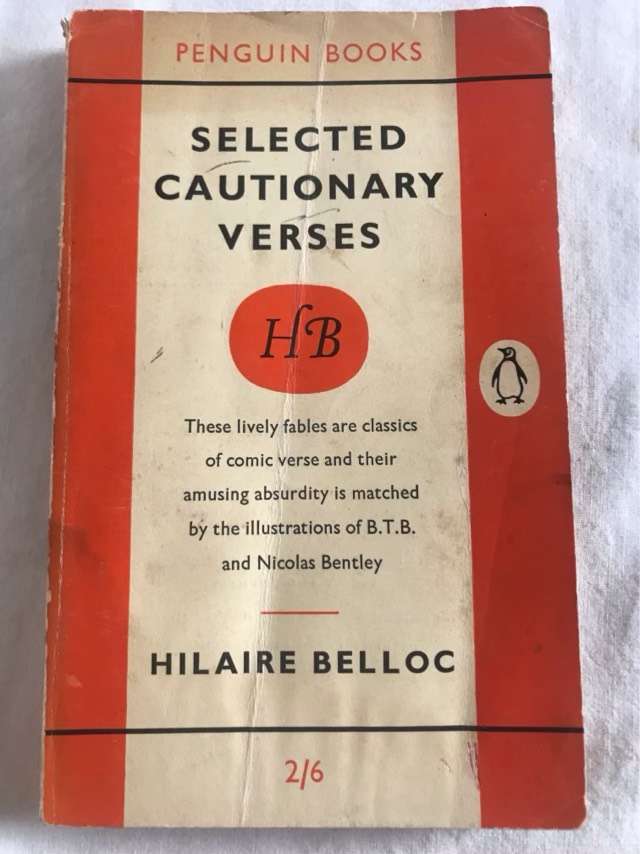 PENGUIN BOOKS
SELECTED
CAUTIONARY
VERSES
HB
These lively fables are classics
of comic verse and their
amusing absurdity is matched
by the illustrations of B.T.B.
and Nicolas Bentley
HILAIRE BELLOC
2/6